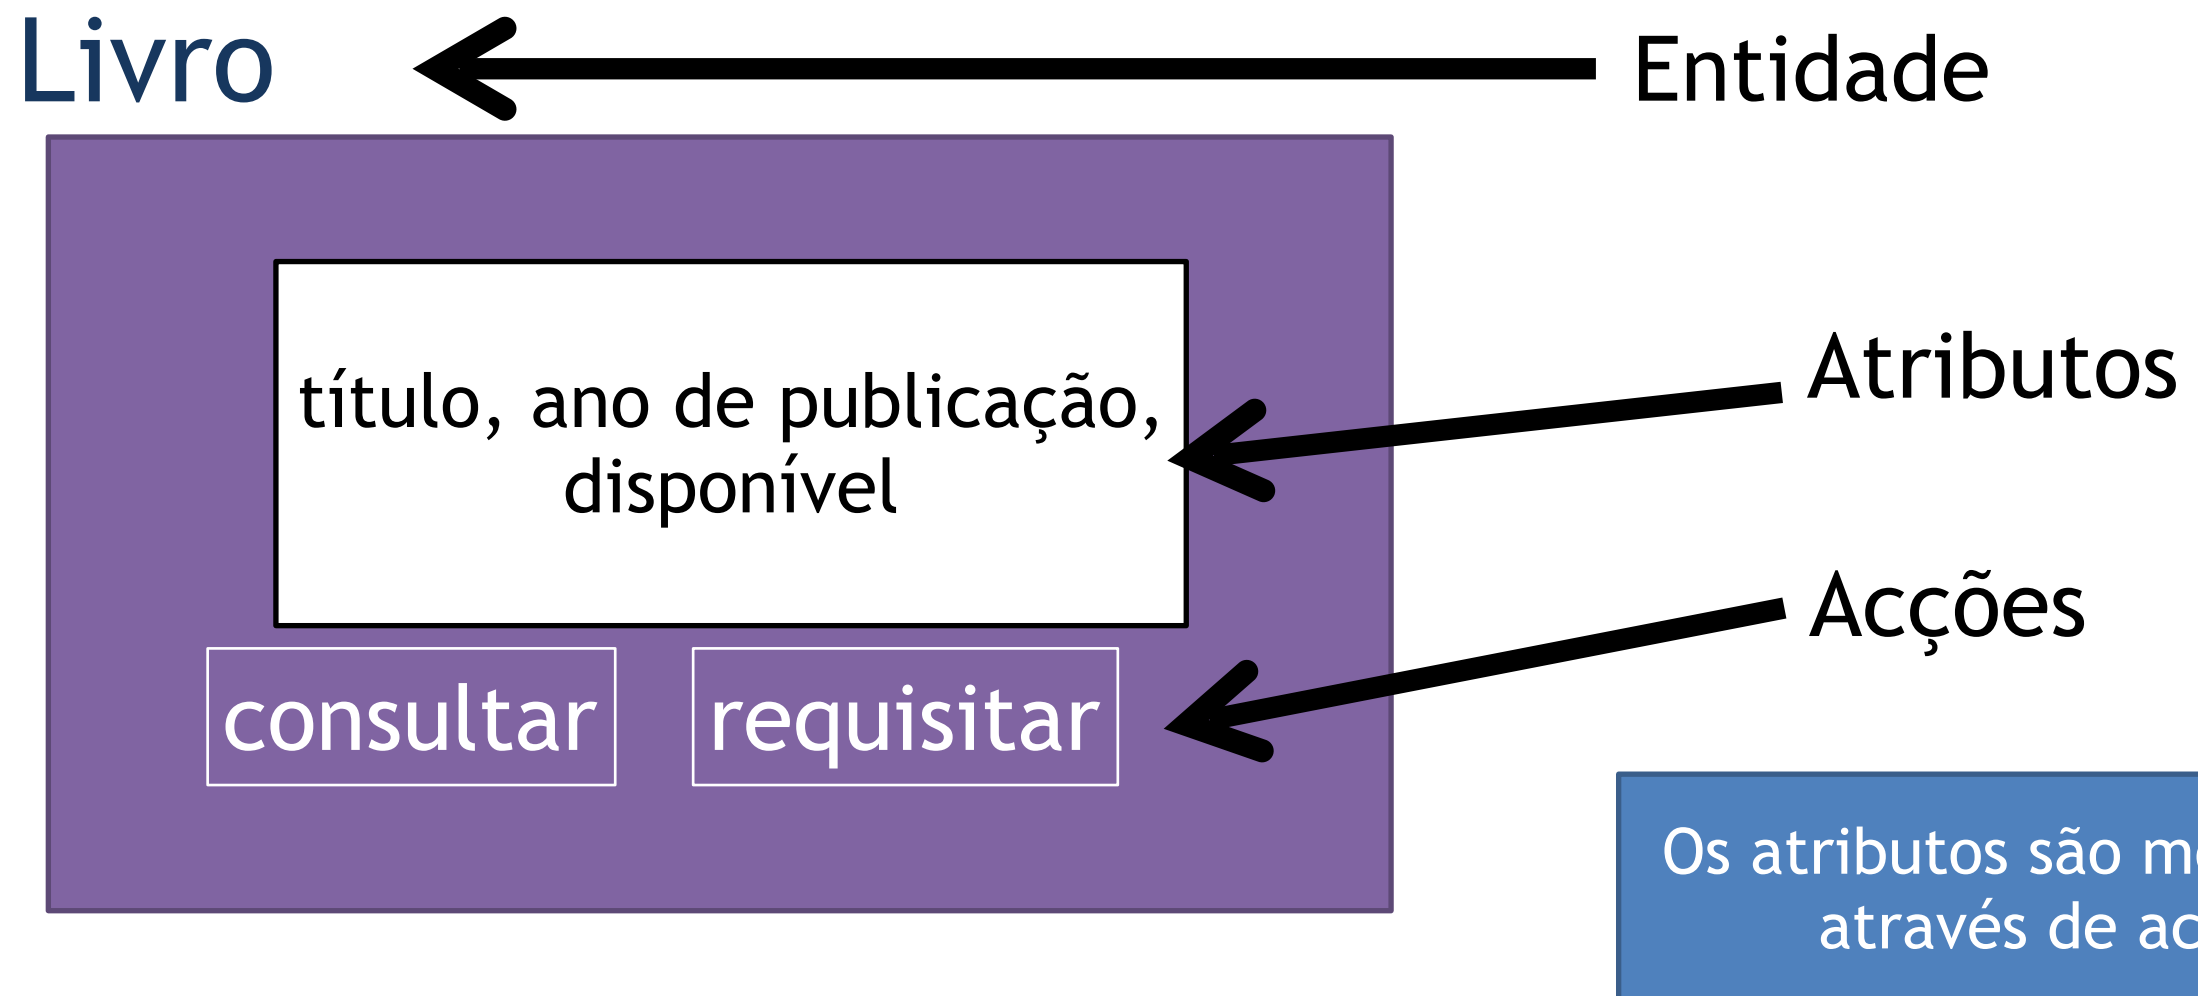 Livro
Entidade
título, ano de publicação,
disponível
Atributos
Acções
consultar
requisitar
Os atributos são
através de